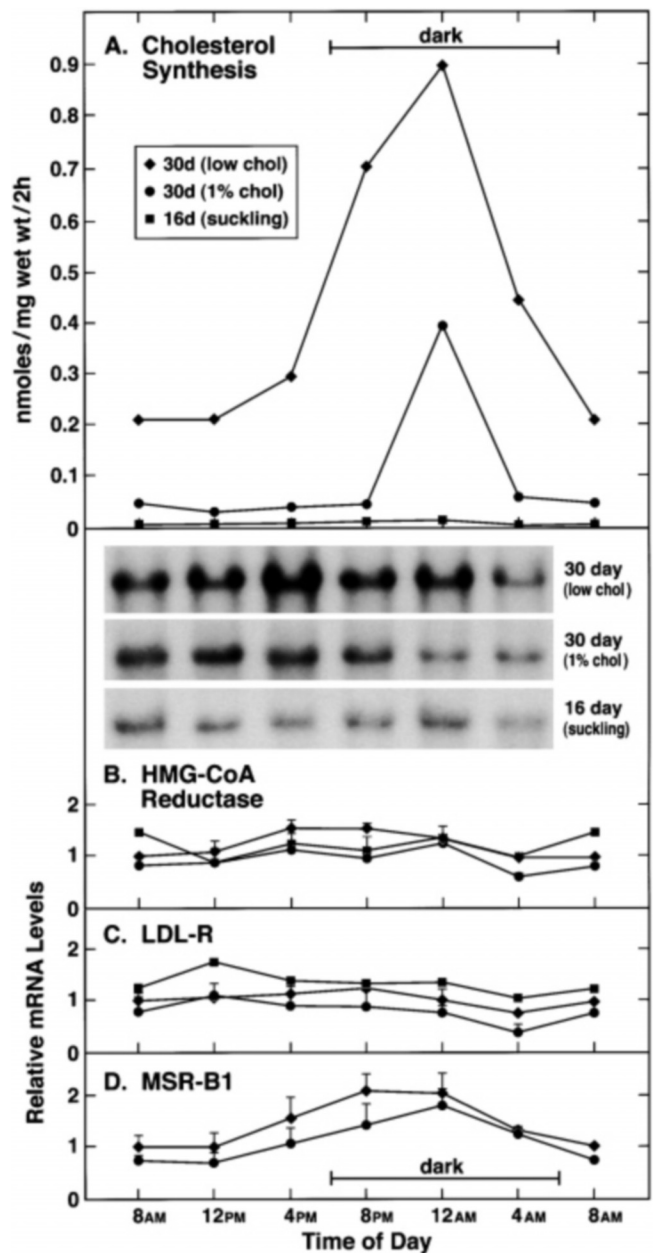 A. Cholesterol
Synthesis
dark
0.9
0.8
0.7
0.6
0.5
0.4
0.3
0.2
0.1
0
nmoles/mg wet wt/2h
30d (low chol)
30d (1% chol)
16d (suckling)
30 day
(low chol)
30 day
(1% chol)
16 day
(suckling)
B. HMG-CoA
Reductase
2
1
0
C. LDL-R
2
1
0
D. MSR-B1
2
1
0
Relative mRNA Levels
dark
8AM 12PM 4PM 8PM 12AM 4AM 8AM
Time of Day